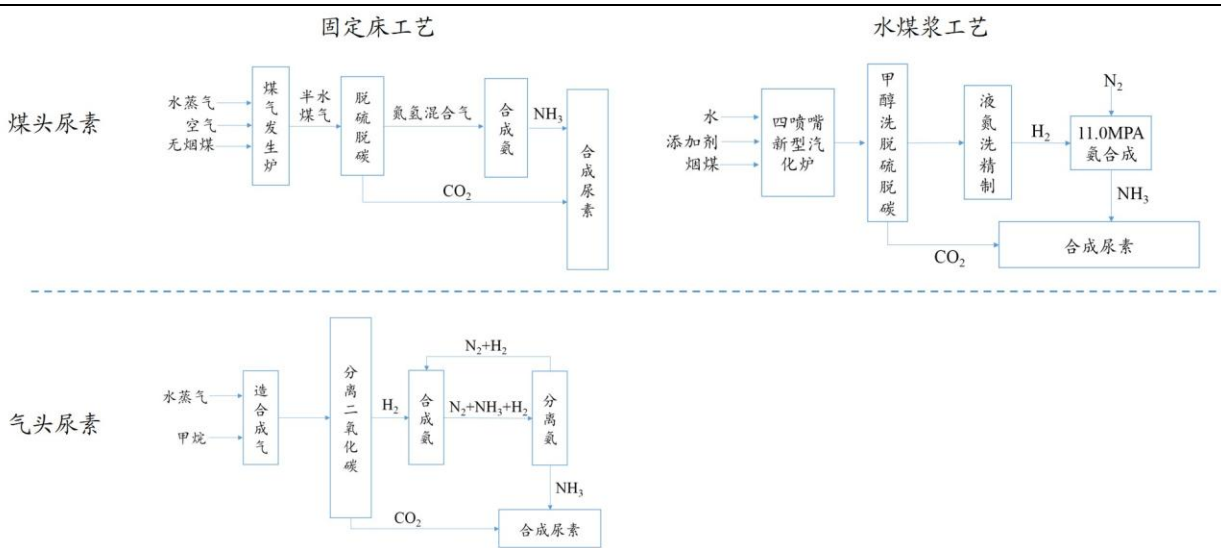 固定床工艺
水煤浆工艺
煤头尿素
水蒸气
空气
无烟煤
煤气发生炉
半水
煤气
脱硫脱碳
氮氢混合气
合成氨
NH3
合成尿素
CO2
水
添加剂
烟煤
四喷嘴
新型汽
化炉
甲醇洗脱硫脱碳
液氮洗精制
H2
N2
11.0MPA
氨合成
NH3
CO2
合成尿素
气头尿素
水蒸气
甲烷
造合成气
分离二氧化碳
H2
合成氨
N2+H2
N2+NH3+H2
分离氨
NH3
CO2
合成尿素